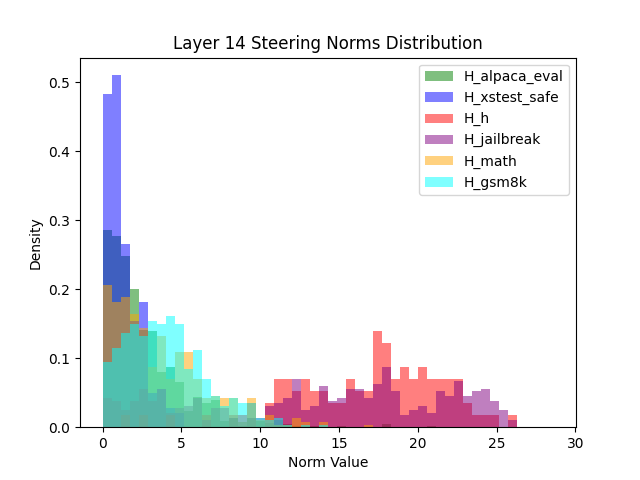 Layer 14 Steering Norms Distribution
H_alpaca_eval
H_xstest_safe
H_h
H_jailbreak
H_math
H_gsm8k
Density
0.5
0.4
0.3
0.2
0.1
0.0
0 5 10 15 20 25 30
Norm Value